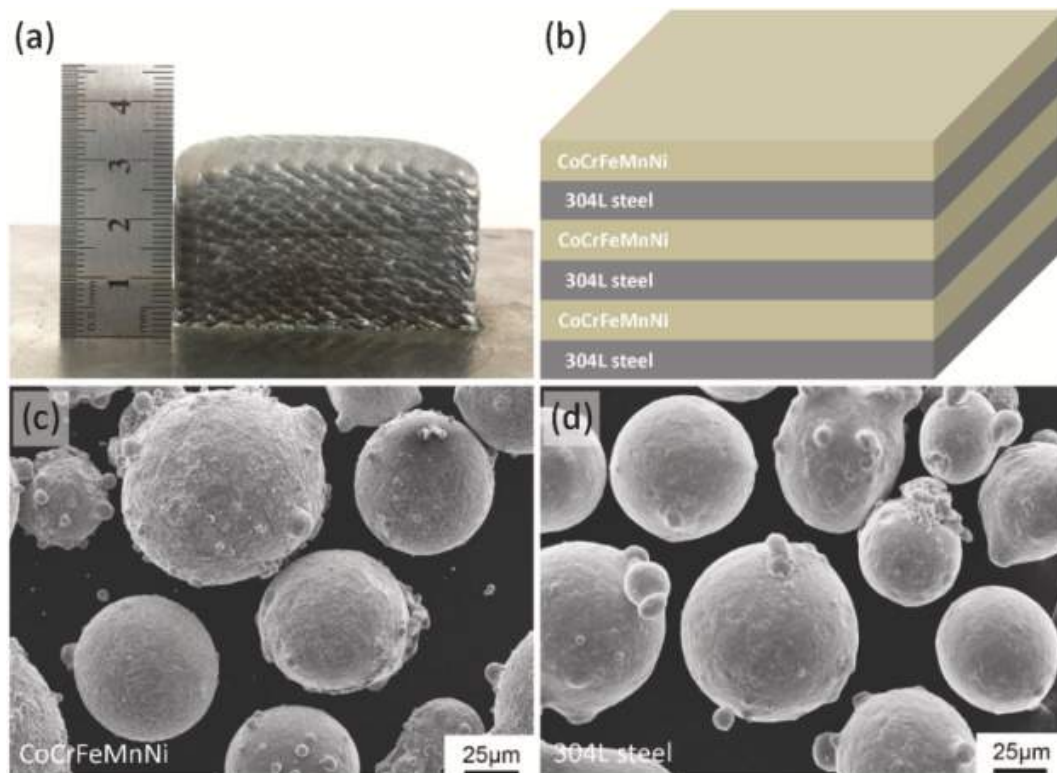 (a)
4
3
2
1
(b)
CoCrFeMnNi
304L steel
CoCrFeMnNi
304L steel
CoCrFeMnNi
304L steel
(c)
CoCrFeMnNi
25μm
(d)
304L steel
25μm